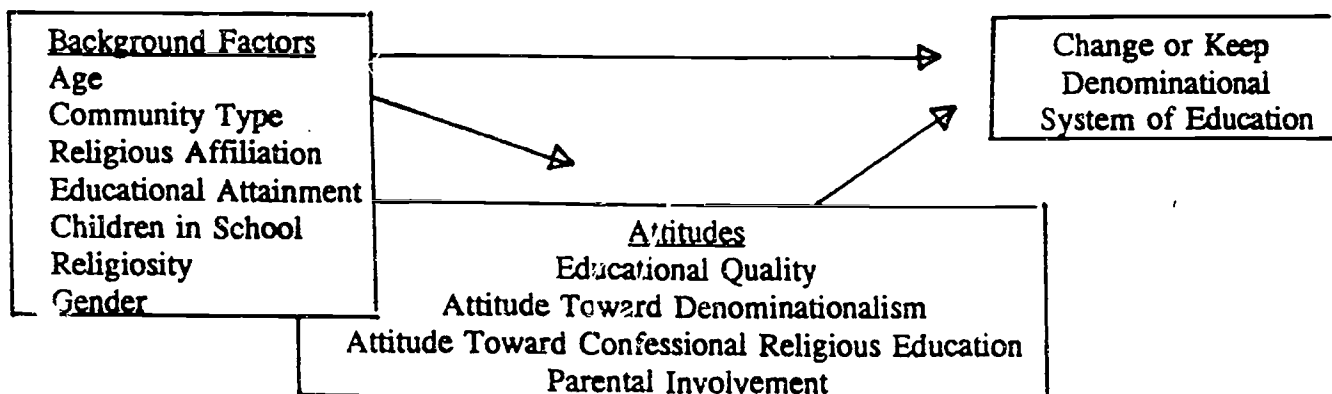 Background Factors
Age
Community Type
Religious Affiliation
Educational Attainment
Children in School
Religiosity
Gender
Change or Keep
Denominational
System of Education
Attitudes
Educational Quality
Attitude Toward Denominationalism
Attitude Toward Confessional Religious Education
Parental Involvement